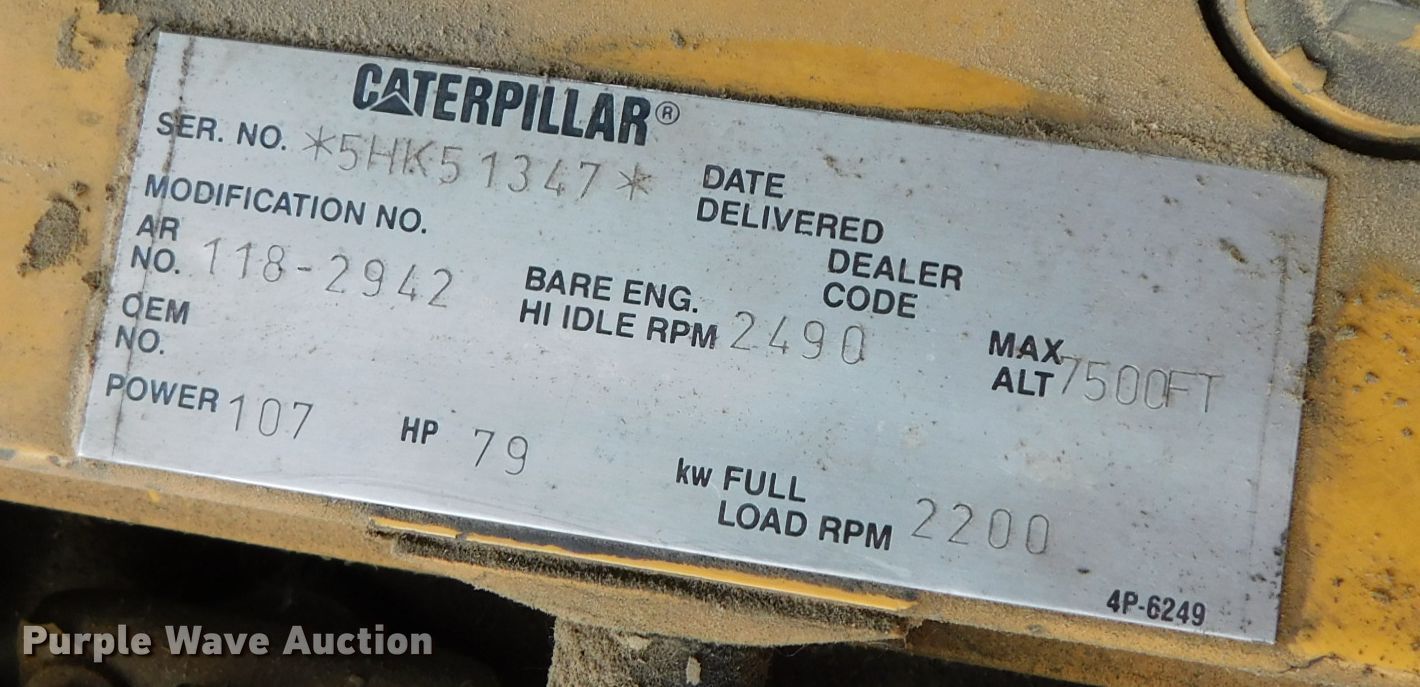 CATERPILLAR®
SER. NO. *5HK51347*
DATE
DELIVERED
MODIFICATION NO.
DEALER
CODE
AR
NO. 118-2942
BARE ENG.
HI IDLE RPM 2490
MAX
ALT 7500FT
OEM
NO.
POWER 107 HP 79 kw
FULL
LOAD RPM 2200
4P-6249
Purple Wave Auction